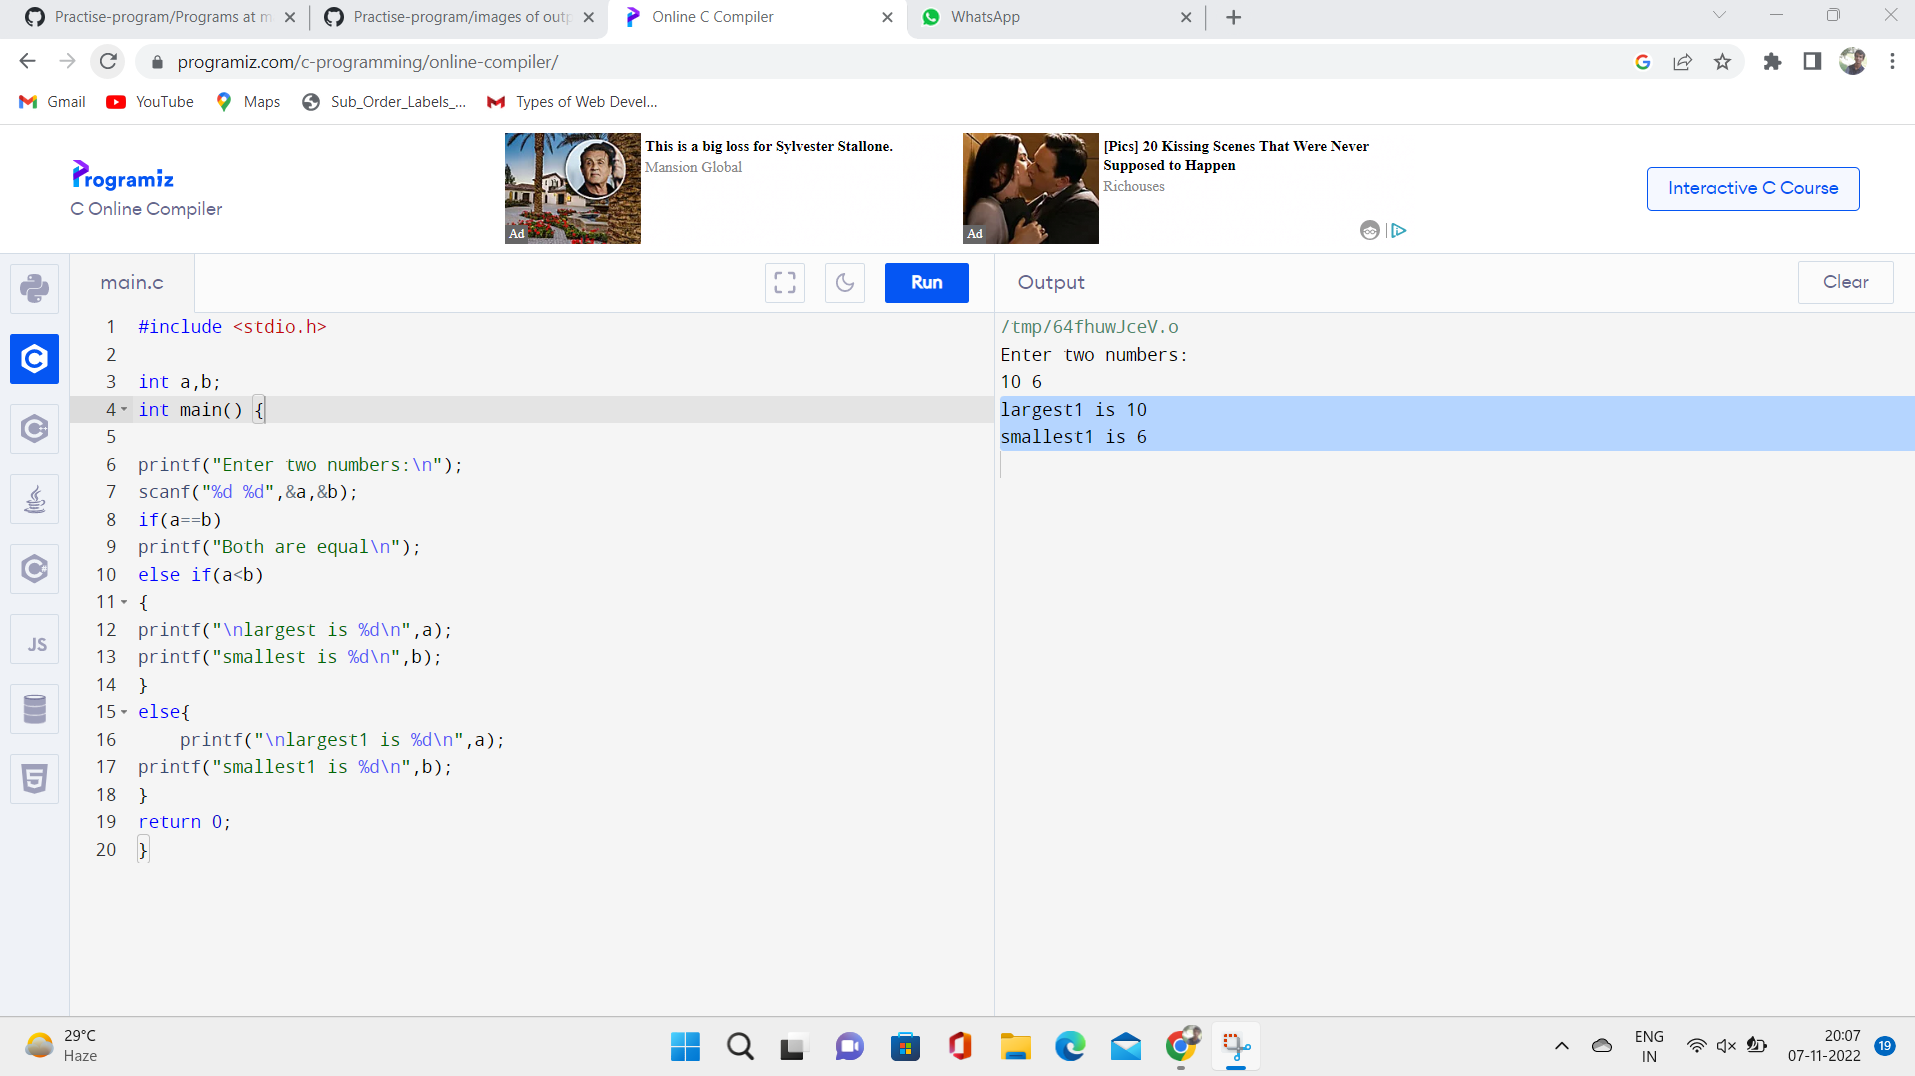 Practise-program/Programs at m
Practise-program/images of outp
Online C Compiler
WhatsApp
programiz.com/c-programming/online-compiler/
Gmail
YouTube
Maps
Sub_Order_Labels_...
Types of Web Devel...
Programiz
C Online Compiler
Ad
This is a big loss for Sylvester Stallone.
Mansion Global
Ad
[Pics] 20 Kissing Scenes That Were Never
Supposed to Happen
Richouses
Interactive C Course
main.c
Run
Output
Clear
1 #include <stdio.h>
2
3 int a,b;
4 int main() {
5
6 printf("Enter two numbers:\n");
7 scanf("%d %d",&a,&b);
8 if(a==b)
9 printf("Both are equal\n");
10 else if(a<b)
11 {
12 printf("\nlargest is %d\n",a);
13 printf("smallest is %d\n",b);
14 }
15 else{
16     printf("\nlargest1 is %d\n",a);
17 printf("smallest1 is %d\n",b);
18 }
19 return 0;
20 }
/tmp/64fhuwJceV.o
Enter two numbers:
10 6
largest1 is 10
smallest1 is 6
JS
29°C
Haze
ENG
IN
20:07
07-11-2022
19